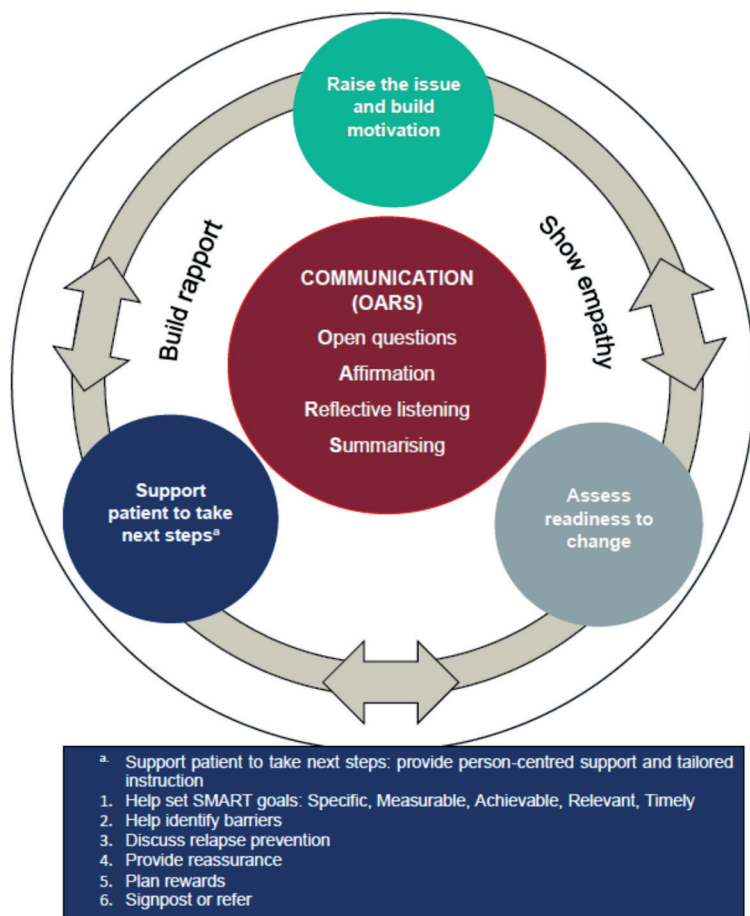 Raise the issue
and build
motivation
Build rapport
Show empathy
COMMUNICATION
(OARS)
Open questions
Affirmation
Reflective listening
Summarising
Support
patient to take
next stepsᵃ
Assess
readiness to
change
a. Support patient to take next steps: provide person-centred support and tailored
instruction
1. Help set SMART goals: Specific, Measurable, Achievable, Relevant, Timely
2. Help identify barriers
3. Discuss relapse prevention
4. Provide reassurance
5. Plan rewards
6. Signpost or refer